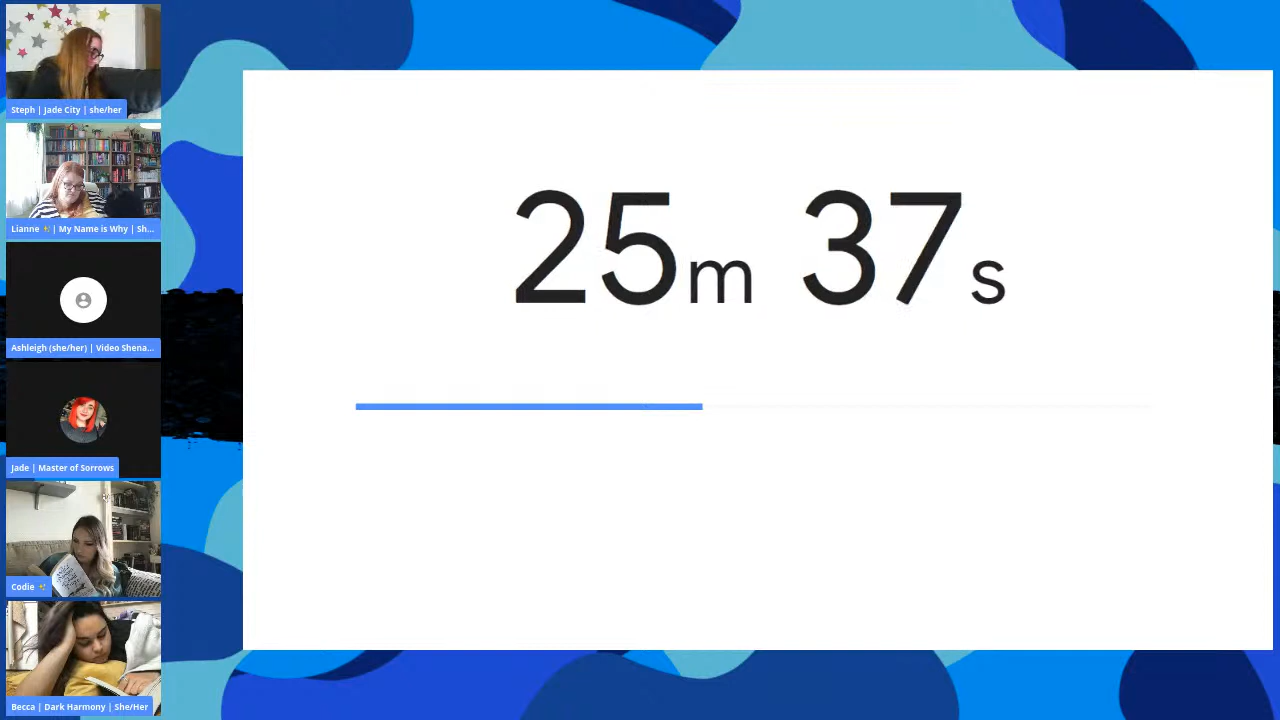 Steph | Jade City | she/her
Lianne ✨ | My Name is Why | Sh...
Ashleigh (she/her) | Video Shena...
Jade | Master of Sorrows
Codie ✨
Becca | Dark Harmony | She/Her
25m 37s